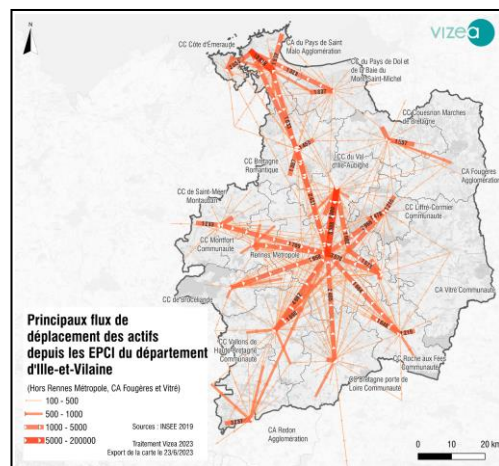 N
vizea
CC Côte d'Emeraude
CA du Pays de Saint
Malo Agglomération
CC du Pays de Dol et
de la Baie du
Mont-Saint-Michel
CC Couesnon Marches
de Bretagne
CA Fougères
Agglomération
CC Bretagne
Romantique
CC du Val
d'Ille-Aubigné
CC de Saint-Méen
Montauban
CC Liffré-Cormier
Communauté
CC Montfort Communauté
Rennes Métropole
CA Vitré Communauté
CC de Brocéliande
CC Vallons de
Haute-Bretagne
Communauté
CC Roche aux Fées
Communauté
CC Bretagne porte de
Loire Communauté
CA Redon
Agglomération
Principaux flux de
déplacement des actifs
depuis les EPCI du département
d'Ille-et-Vilaine
(Hors Rennes Métropole, CA Fougères et Vitré)
100 - 500
500 - 1000
1000 - 5000
5000 - 200000
Sources : INSEE 2019
Traitement Vizea 2023
Export de la carte le 23/6/2023
0 10 20 km